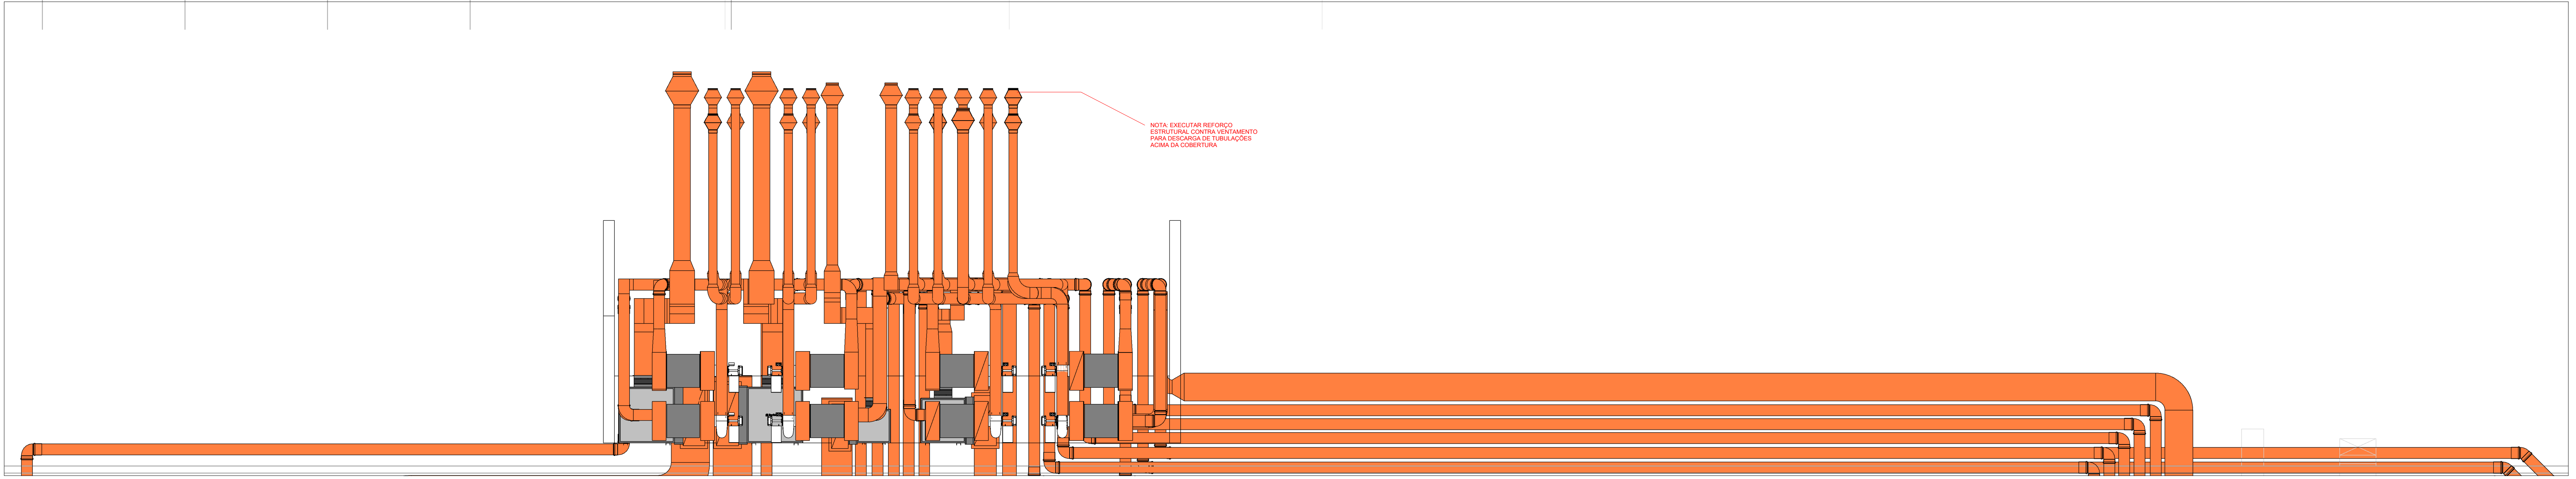 NOTA: EXECUTAR REFORÇO
ESTRUTURAL CONTRA VENTAMENTO
PARA DESCARGA DE TUBULAÇÕES
ACIMA DA COBERTURA